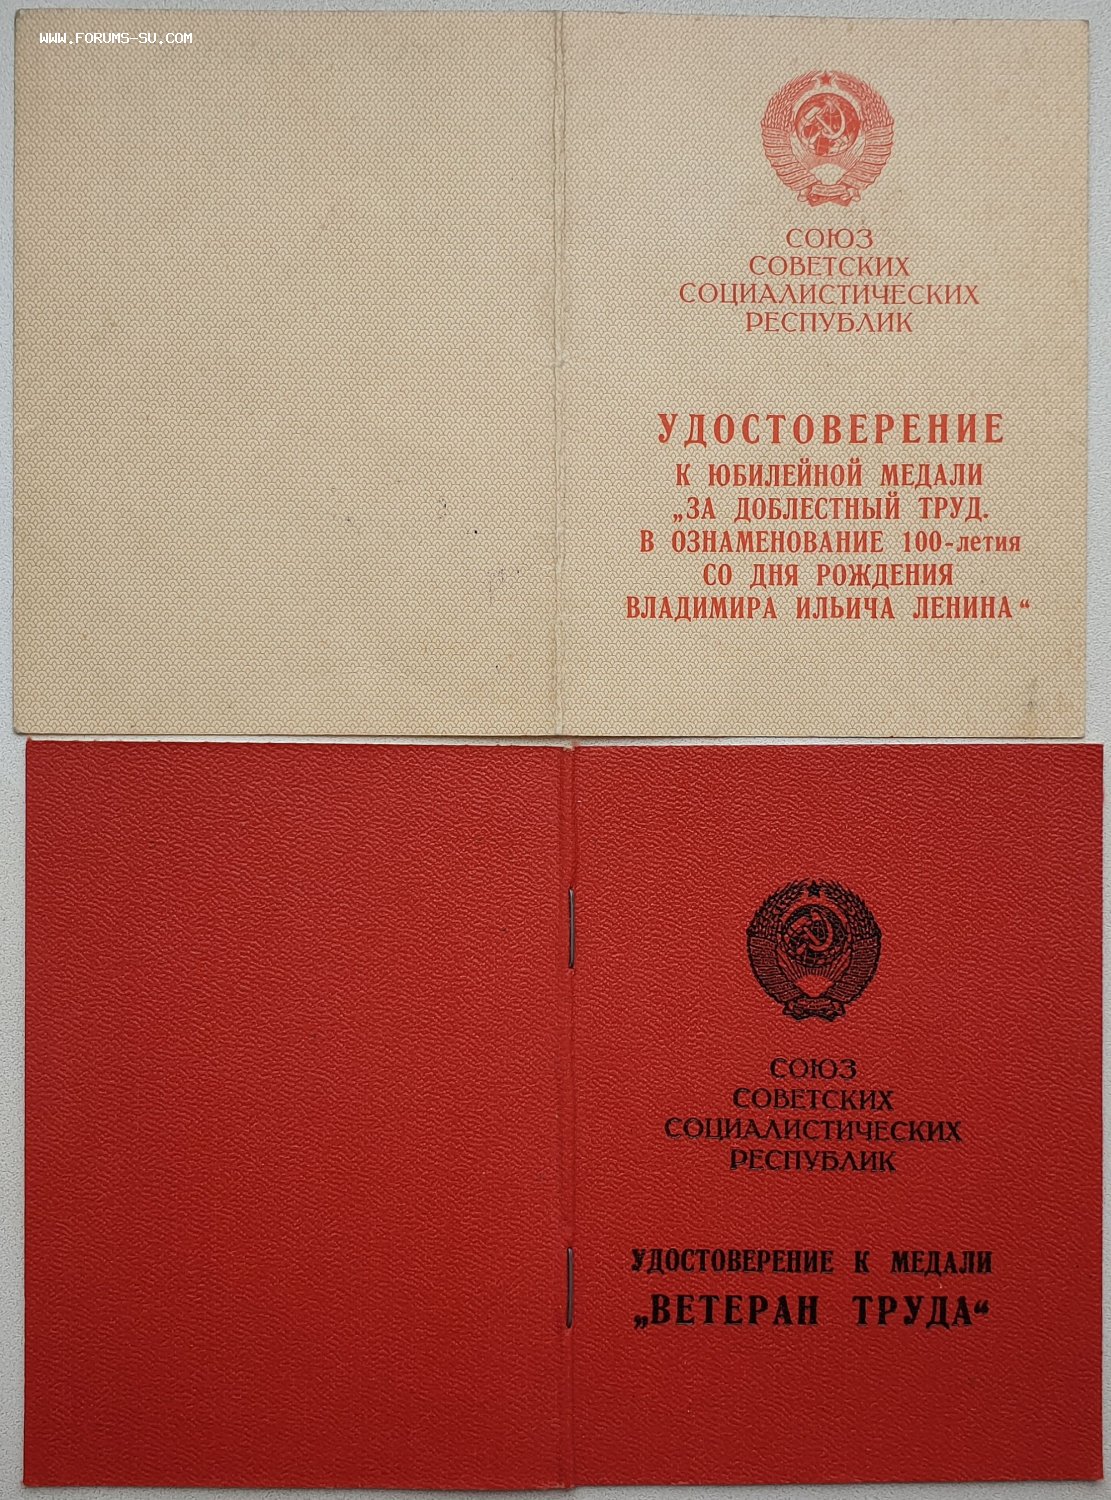 WWW.FORUMS-SU.COM
СОЮЗ
СОВЕТСКИХ
СОЦИАЛИСТИЧЕСКИХ
РЕСПУБЛИК
УДОСТОВЕРЕНИЕ
К ЮБИЛЕЙНОЙ МЕДАЛИ
„ЗА ДОБЛЕСТНЫЙ ТРУД.
В ОЗНАМЕНОВАНИЕ 100-летия
СО ДНЯ РОЖДЕНИЯ
ВЛАДИМИРА ИЛЬИЧА ЛЕНИНА“
СОЮЗ
СОВЕТСКИХ
СОЦИАЛИСТИЧЕСКИХ
РЕСПУБЛИК
УДОСТОВЕРЕНИЕ К МЕДАЛИ
„ВЕТЕРАН ТРУДА“